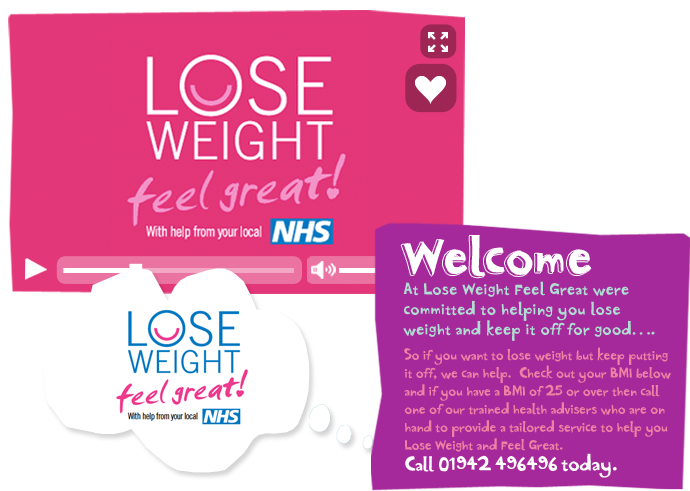 LOSE
WEIGHT
feel great!
With help from your local NHS
LOSE
WEIGHT
feel great!
With help from your local NHS
Welcome
At Lose Weight Feel Great were
committed to helping you lose
weight and keep it off for good....
So if you want to lose weight but keep putting
it off, we can help. Check out your BMI below
and if you have a BMI of 25 or over then call
one of our trained health advisers who are on
hand to provide a tailored service to help you
Lose Weight and Feel Great.
Call 01942 496496 today.